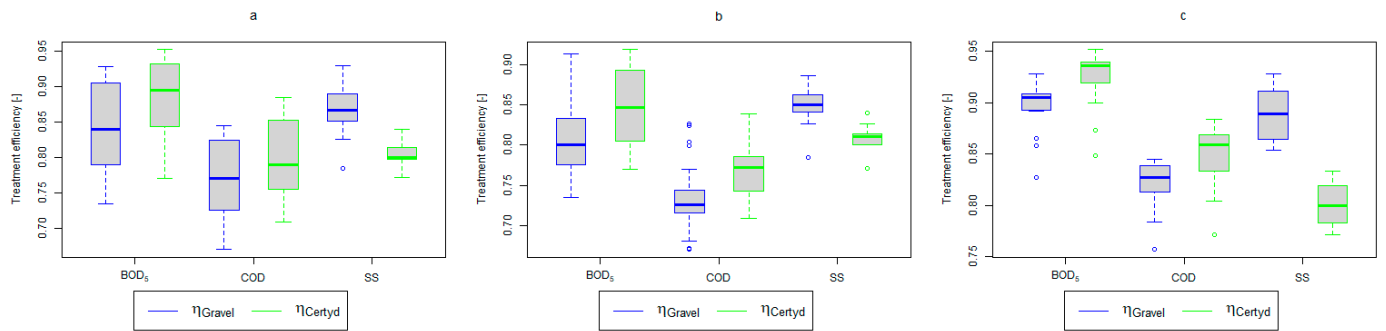 a
Treatment efficiency [-]
0.95
0.90
0.85
0.80
0.75
0.70
BOD₅ COD SS
ηGravel ηCertyd
b
Treatment efficiency [-]
0.90
0.85
0.80
0.75
0.70
BOD₅ COD SS
ηGravel ηCertyd
c
Treatment efficiency [-]
0.95
0.90
0.85
0.80
0.75
BOD₅ COD SS
ηGravel ηCertyd